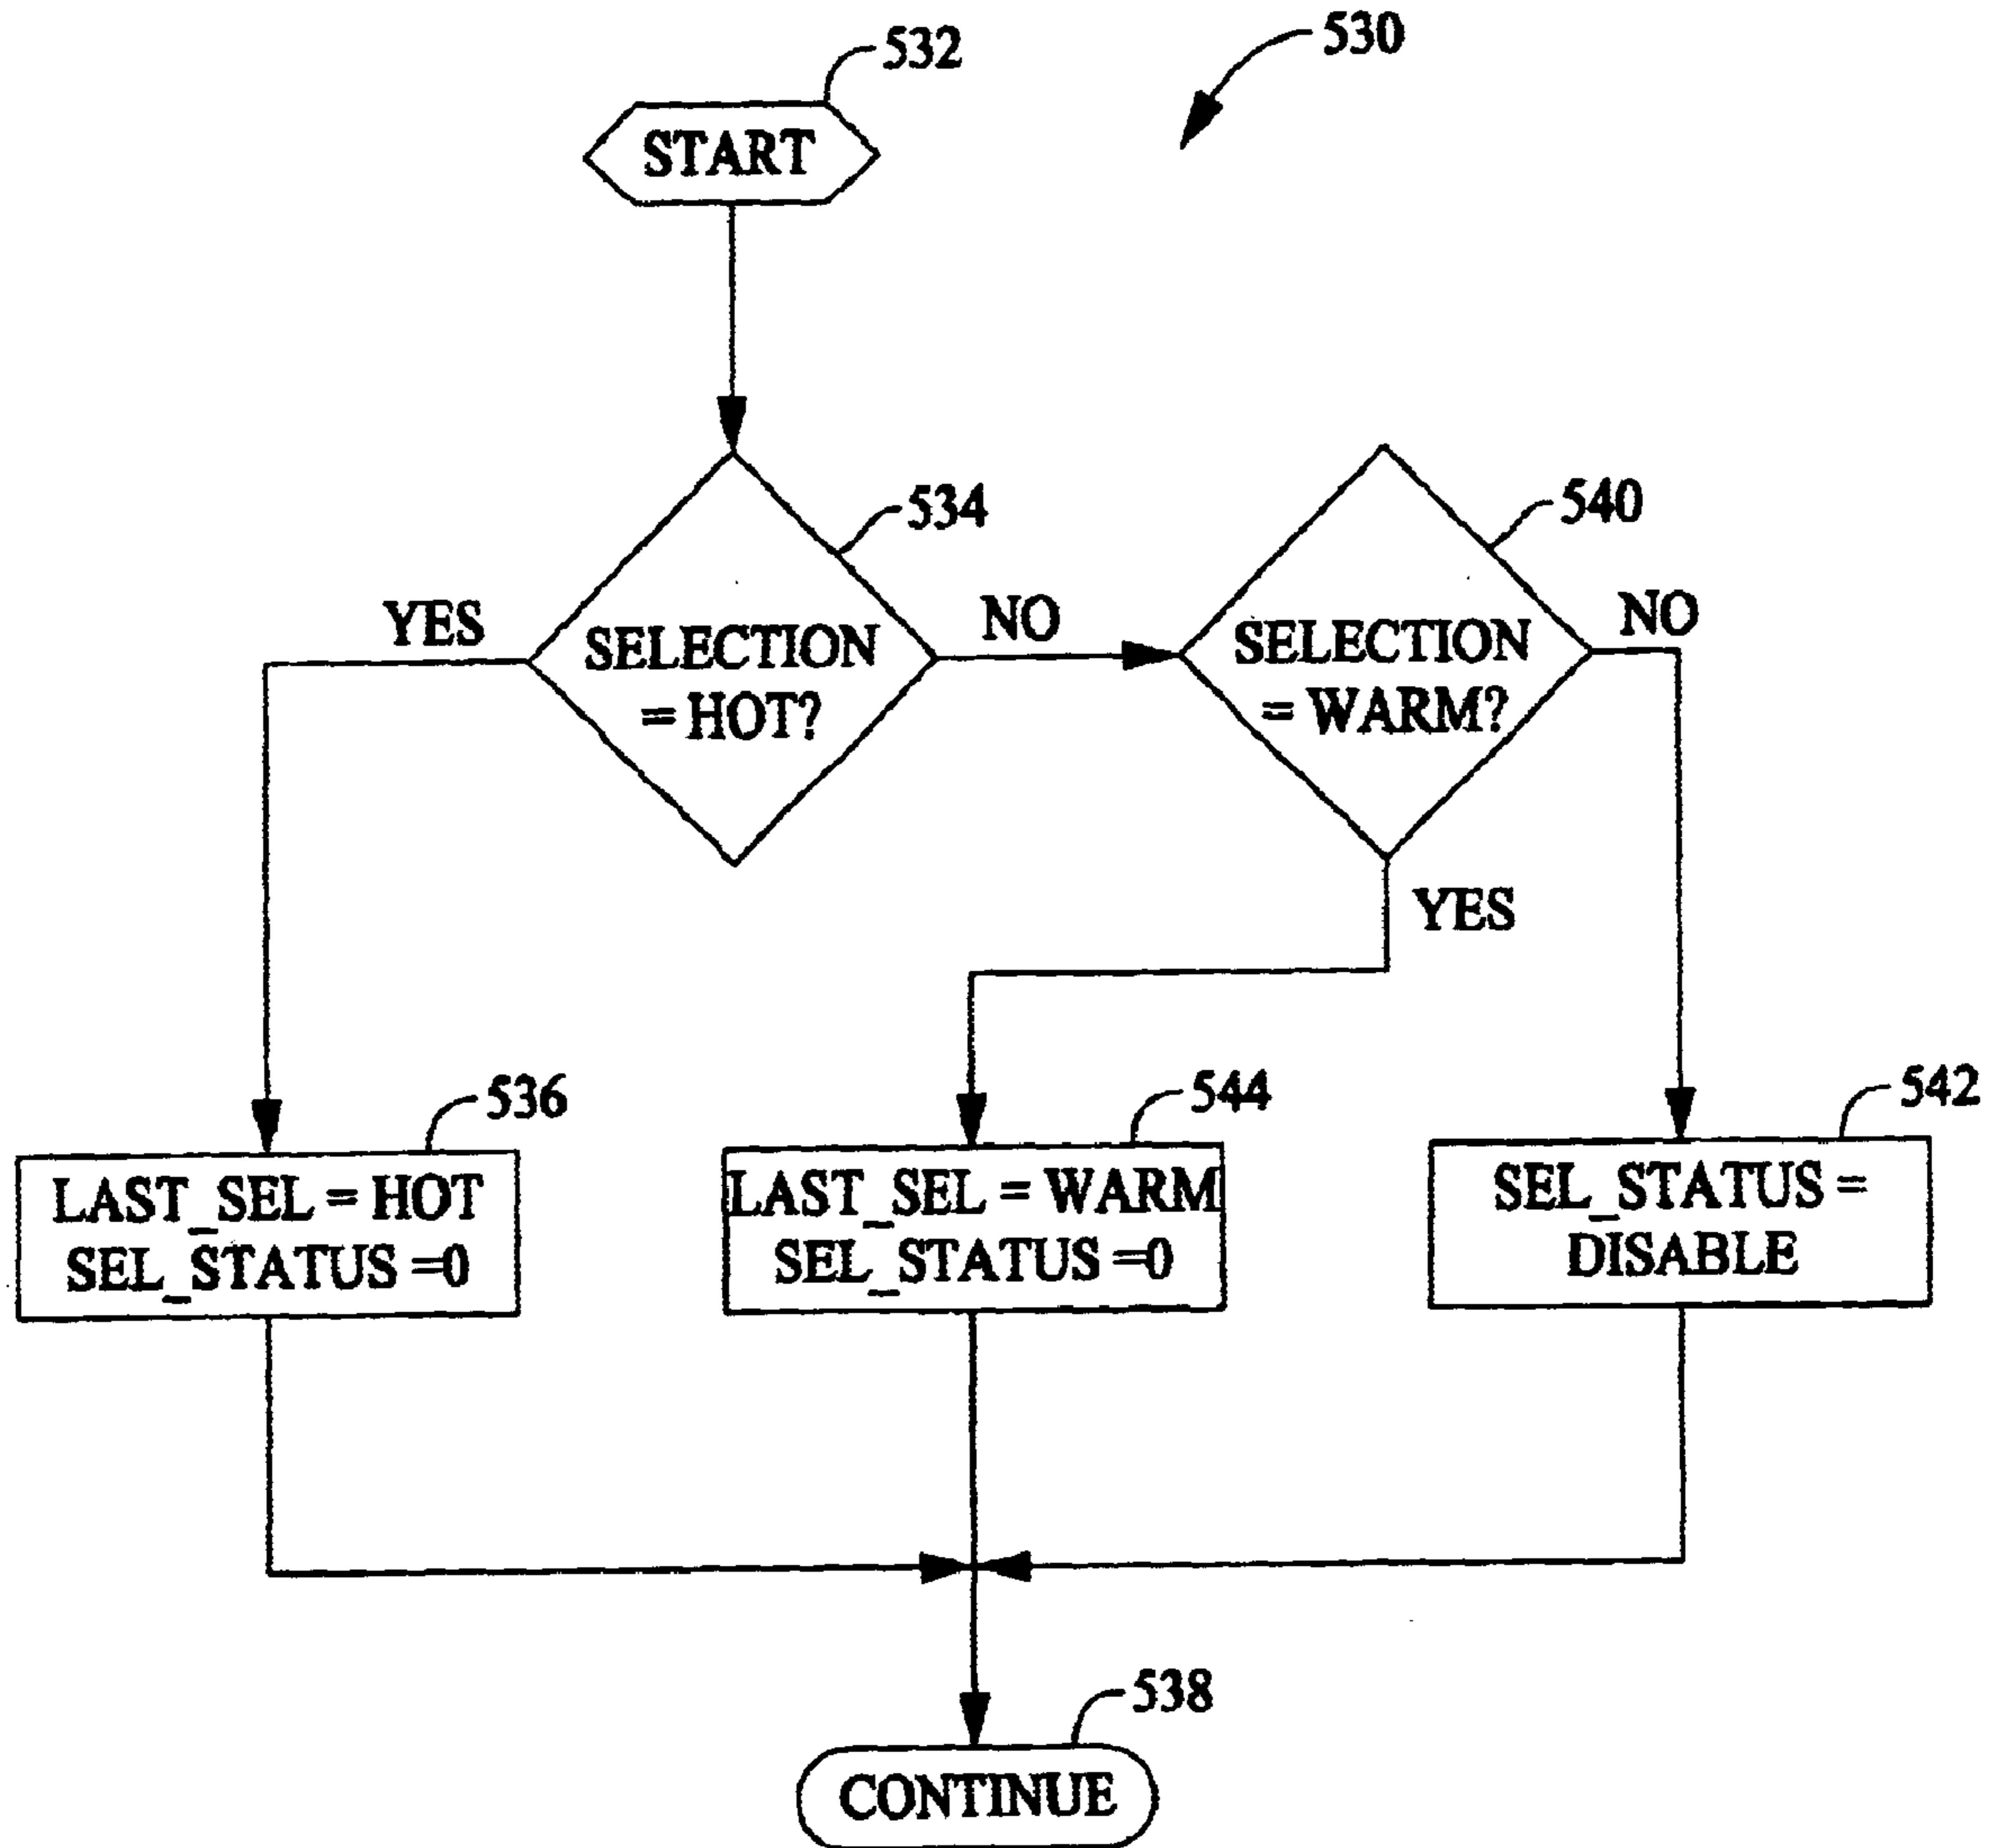 532
530
START
534
540
YES
NO
NO
SELECTION
= HOT?
SELECTION
= WARM?
YES
536
544
542
LAST_SEL = HOT
SEL_STATUS =0
LAST_SEL = WARM
SEL_STATUS =0
SEL_STATUS =
DISABLE
538
CONTINUE